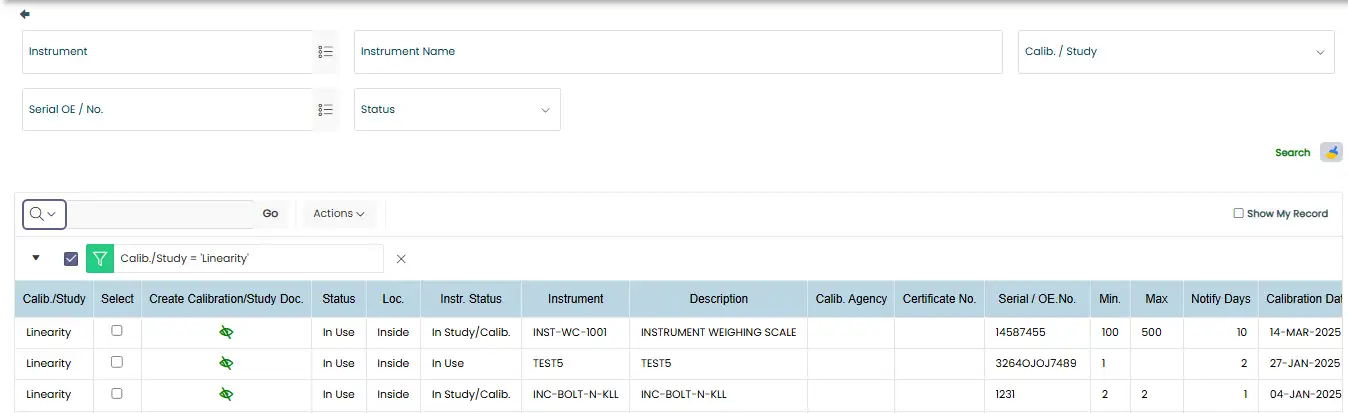 Instrument Instrument Name Calib. / Study
Serial OE / No. Status
Search
Go Actions Show My Record
Calib./Study = 'Linearity'
Calib./Study Select Create Calibration/Study Doc. Status Loc. Instr. Status Instrument Description Calib. Agency Certificate No. Serial / OE.No. Min. Max Notify Days Calibration Dat
Linearity In Use Inside In Study/Calib. INST-WC-1001 INSTRUMENT WEIGHING SCALE 14587455 100 500 10 14-MAR-2025
Linearity In Use Inside In Use TEST5 TEST5 3264OJOJ7489 1 2 27-JAN-2025
Linearity In Use Inside In Study/Calib. INC-BOLT-N-KLL INC-BOLT-N-KLL 1231 2 2 1 04-JAN-2025